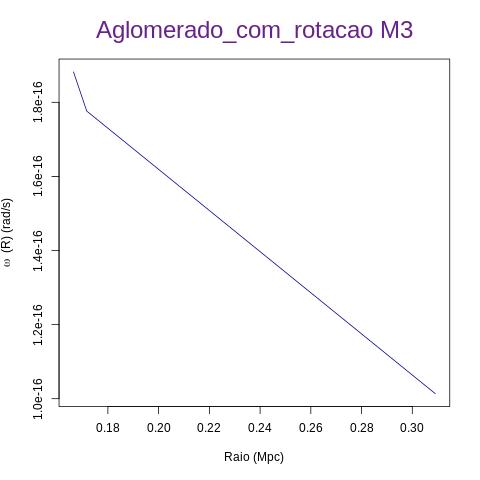 Aglomerado_com_rotacao M3
ω (R) (rad/s)
1.8e-16
1.6e-16
1.4e-16
1.2e-16
1.0e-16
0.18 0.20 0.22 0.24 0.26 0.28 0.30
Raio (Mpc)